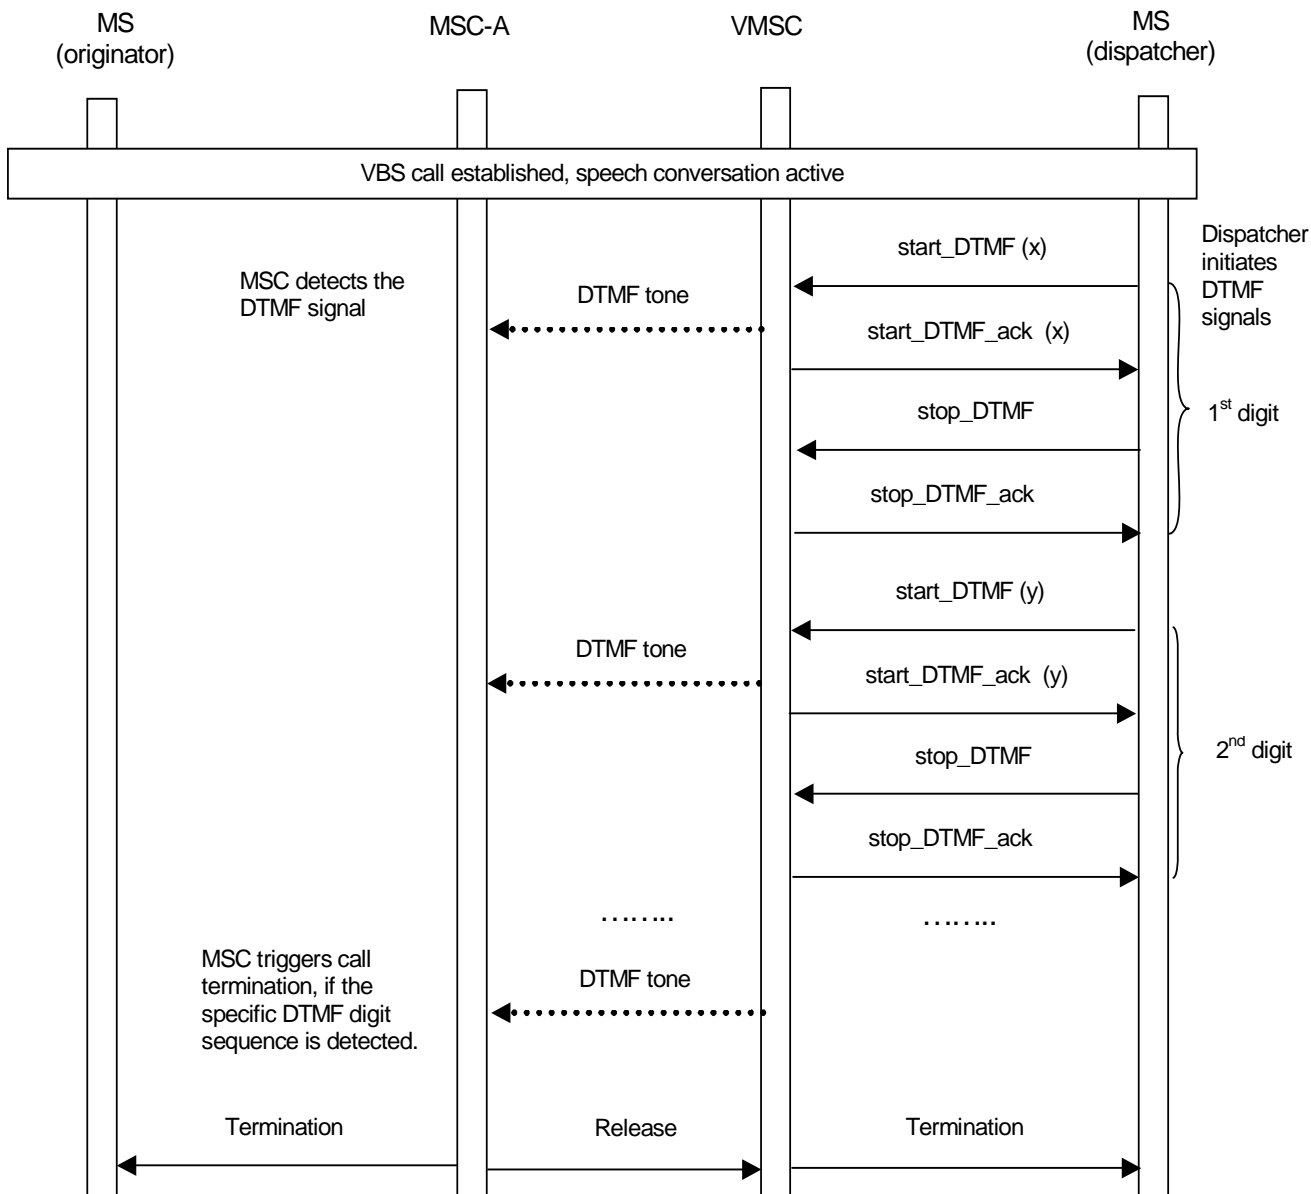 MS
(originator)
MSC-A
VMSC
MS
(dispatcher)
VBS call established, speech conversation active
start_DTMF (x)
Dispatcher
initiates
DTMF
signals
MSC detects the
DTMF signal
DTMF tone
start_DTMF_ack (x)
stop_DTMF
1st digit
stop_DTMF_ack
start_DTMF (y)
DTMF tone
start_DTMF_ack (y)
stop_DTMF
2nd digit
stop_DTMF_ack
……...
……...
MSC triggers call
termination, if the
specific DTMF digit
sequence is detected.
DTMF tone
Termination
Release
Termination